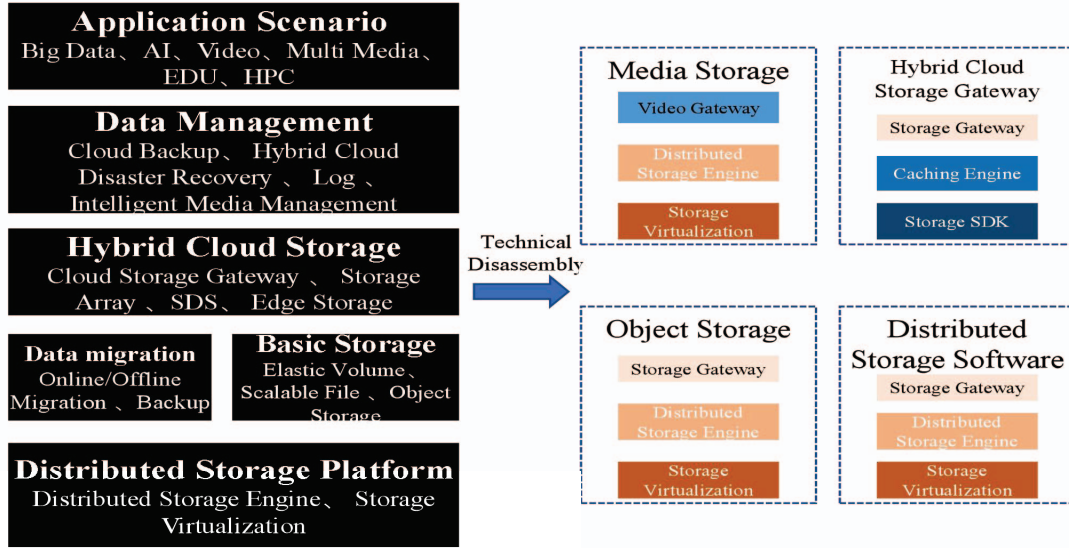 Application Scenario
Big Data、AI、Video、Multi Media、
EDU、HPC
Data Management
Cloud Backup、 Hybrid Cloud
Disaster Recovery 、 Log 、
Intelligent Media Management
Hybrid Cloud Storage
Cloud Storage Gateway 、 Storage
Array 、 SDS、 Edge Storage
Data migration
Online/Offline
Migration 、Backup
Basic Storage
Elastic Volume、
Scalable File 、 Object
Storage
Distributed Storage Platform
Distributed Storage Engine、 Storage
Virtualization
Technical
Disassembly
Media Storage
Video Gateway
Distributed
Storage Engine
Storage
Virtualization
Hybrid Cloud
Storage Gateway
Storage Gateway
Caching Engine
Storage SDK
Object Storage
Storage Gateway
Distributed
Storage Engine
Storage
Virtualization
Distributed
Storage Software
Storage Gateway
Distributed
Storage Engine
Storage
Virtualization